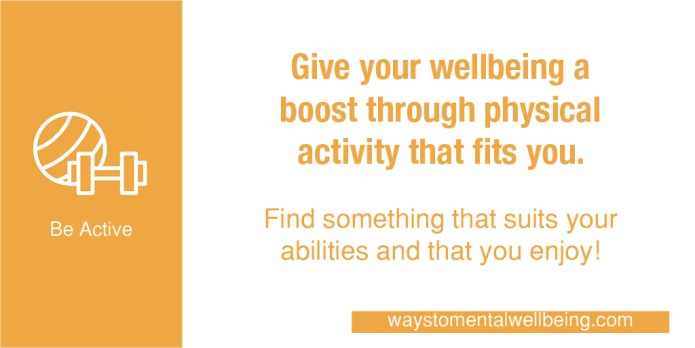 Be Active
Give your wellbeing a
boost through physical
activity that fits you.
Find something that suits your
abilities and that you enjoy!
waystomentalwellbeing.com